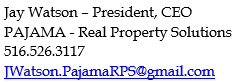 Jay Watson – President, CEO
PAJAMA - Real Property Solutions
516.526.3117
JWatson.PajamaRPS@gmail.com